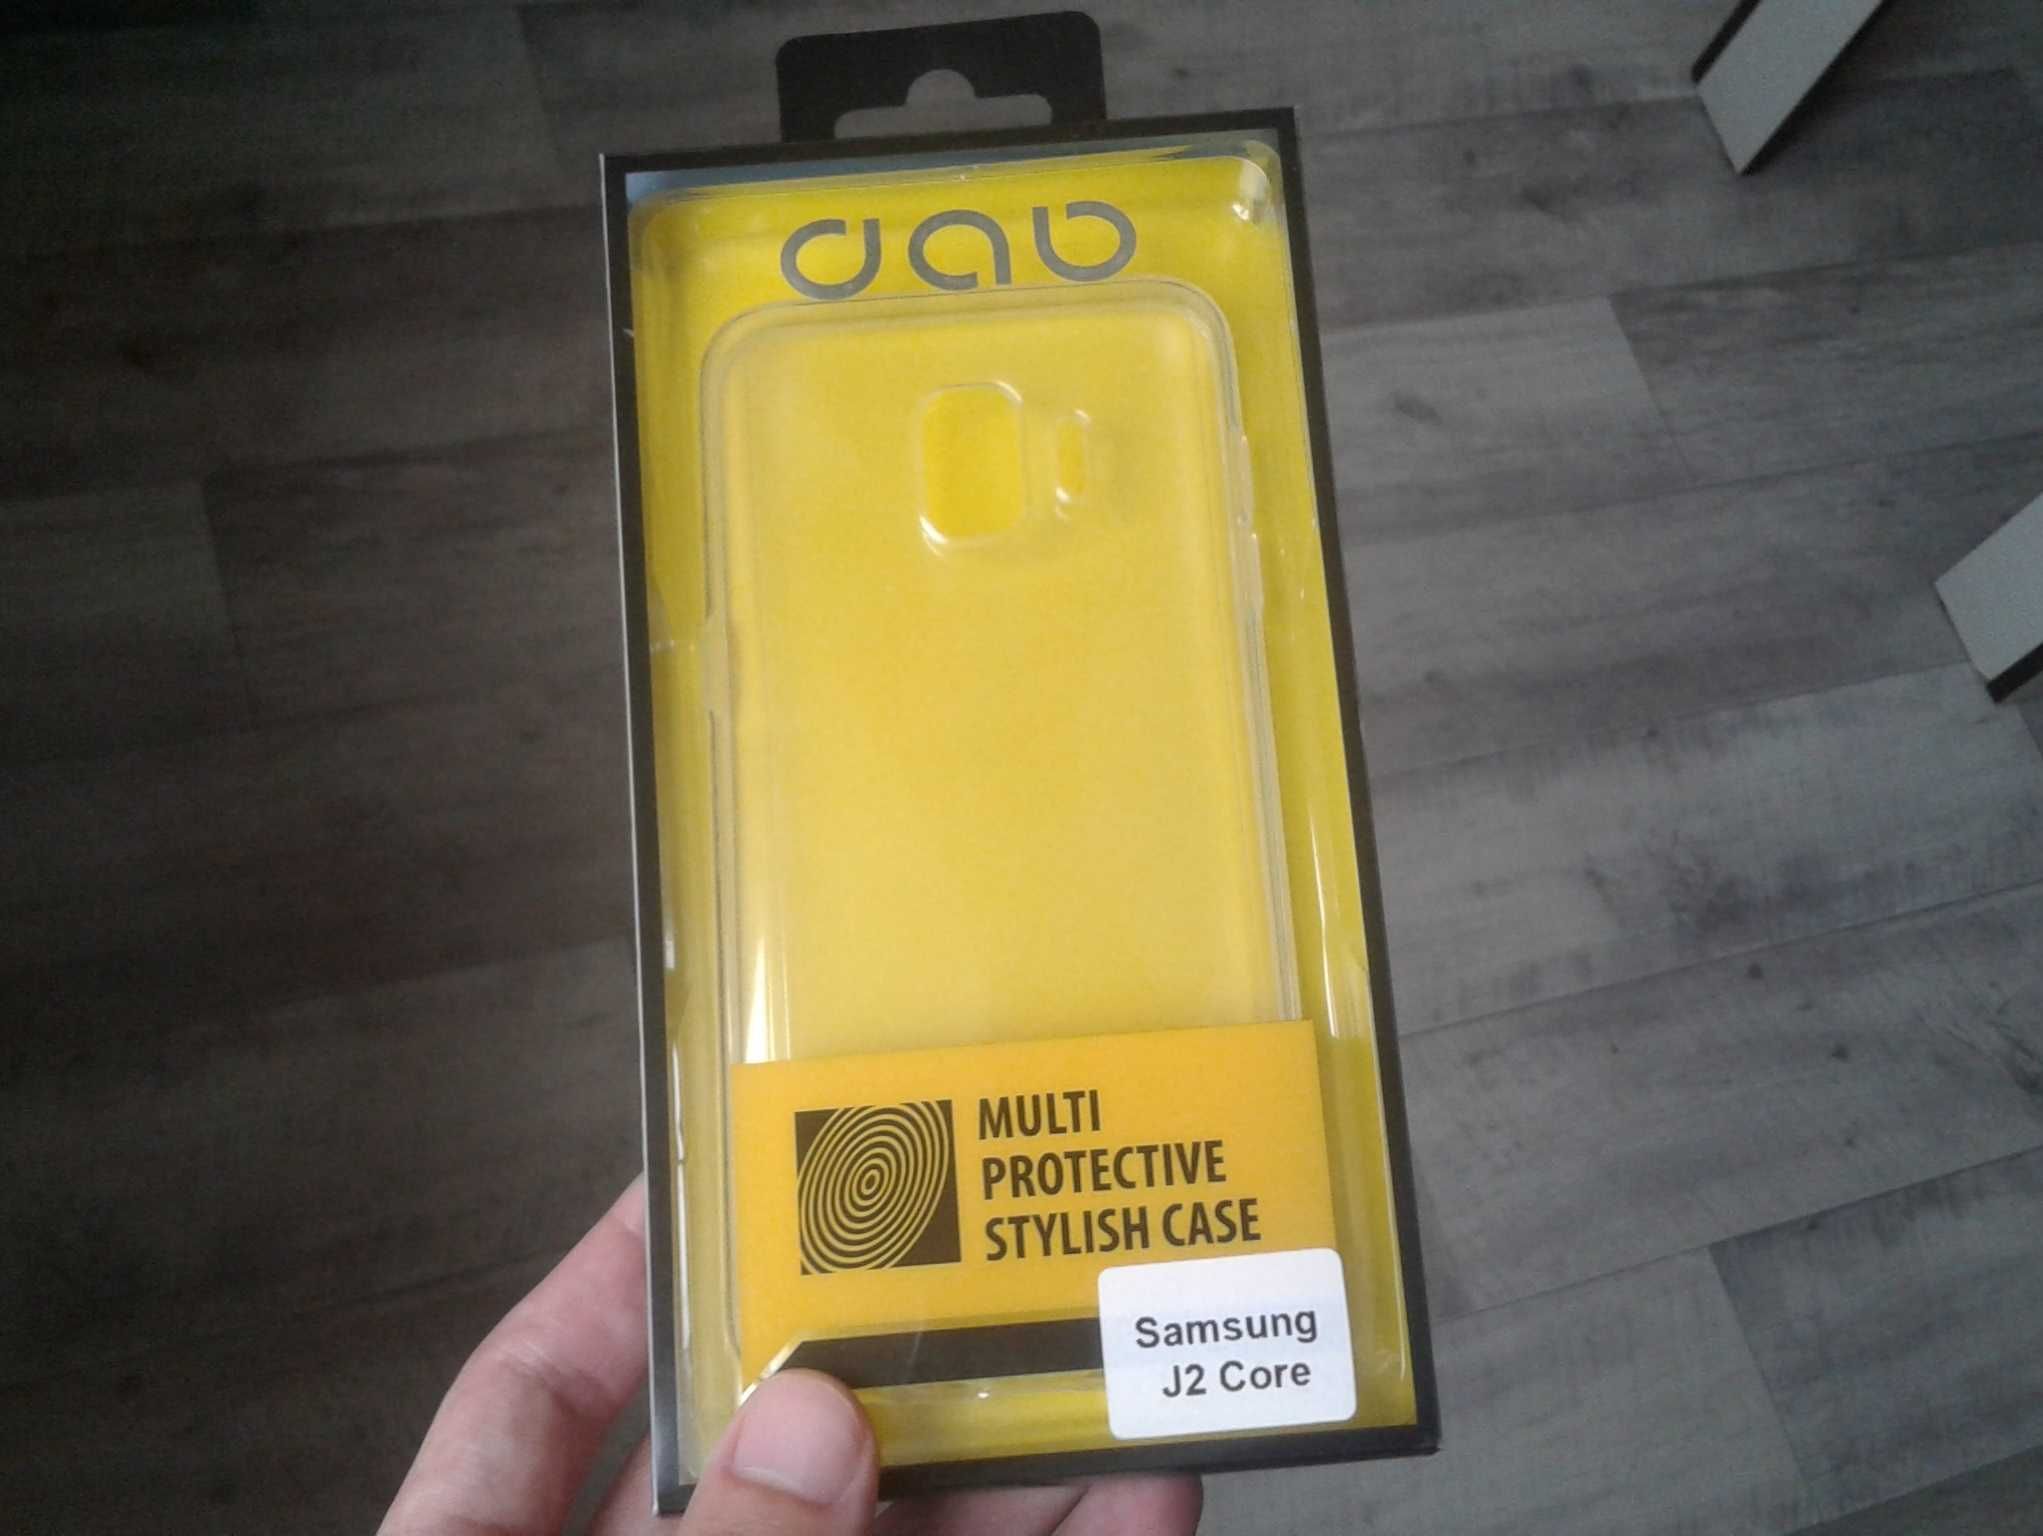 dab
MULTI
PROTECTIVE
STYLISH CASE
Samsung
J2 Core